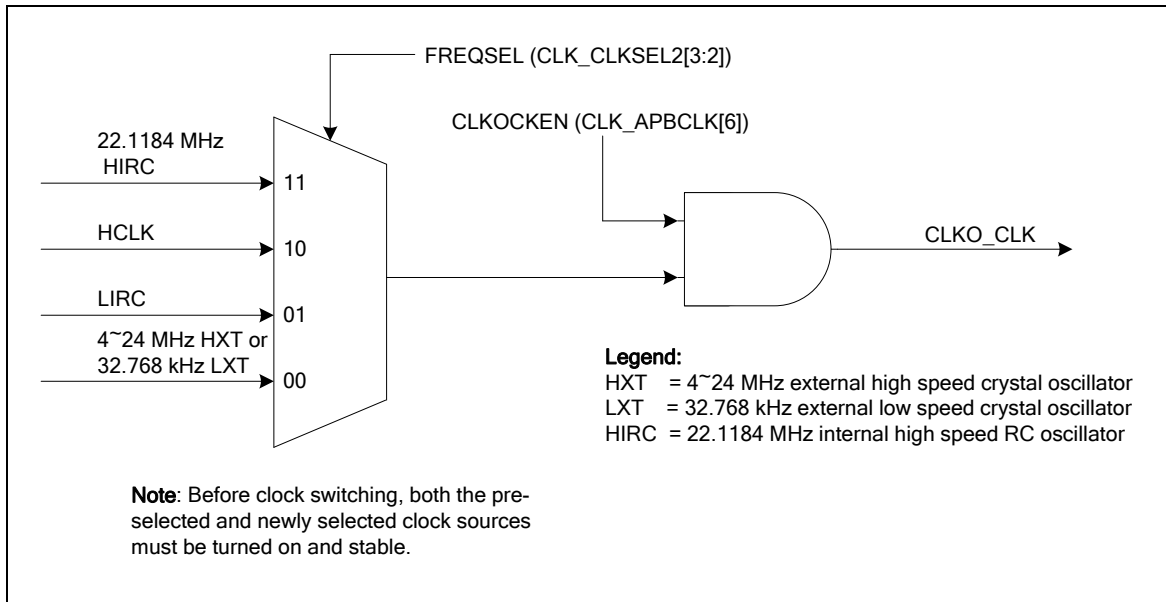 FREQSEL (CLK_CLKSEL2[3:2])
CLKOCKEN (CLK_APBCLK[6])
22.1184 MHz
HIRC
11
HCLK
10
CLKO_CLK
LIRC
01
4~24 MHz HXT or
32.768 kHz LXT
00
Legend:
HXT = 4~24 MHz external high speed crystal oscillator
LXT = 32.768 kHz external low speed crystal oscillator
HIRC = 22.1184 MHz internal high speed RC oscillator
Note: Before clock switching, both the pre-
selected and newly selected clock sources
must be turned on and stable.